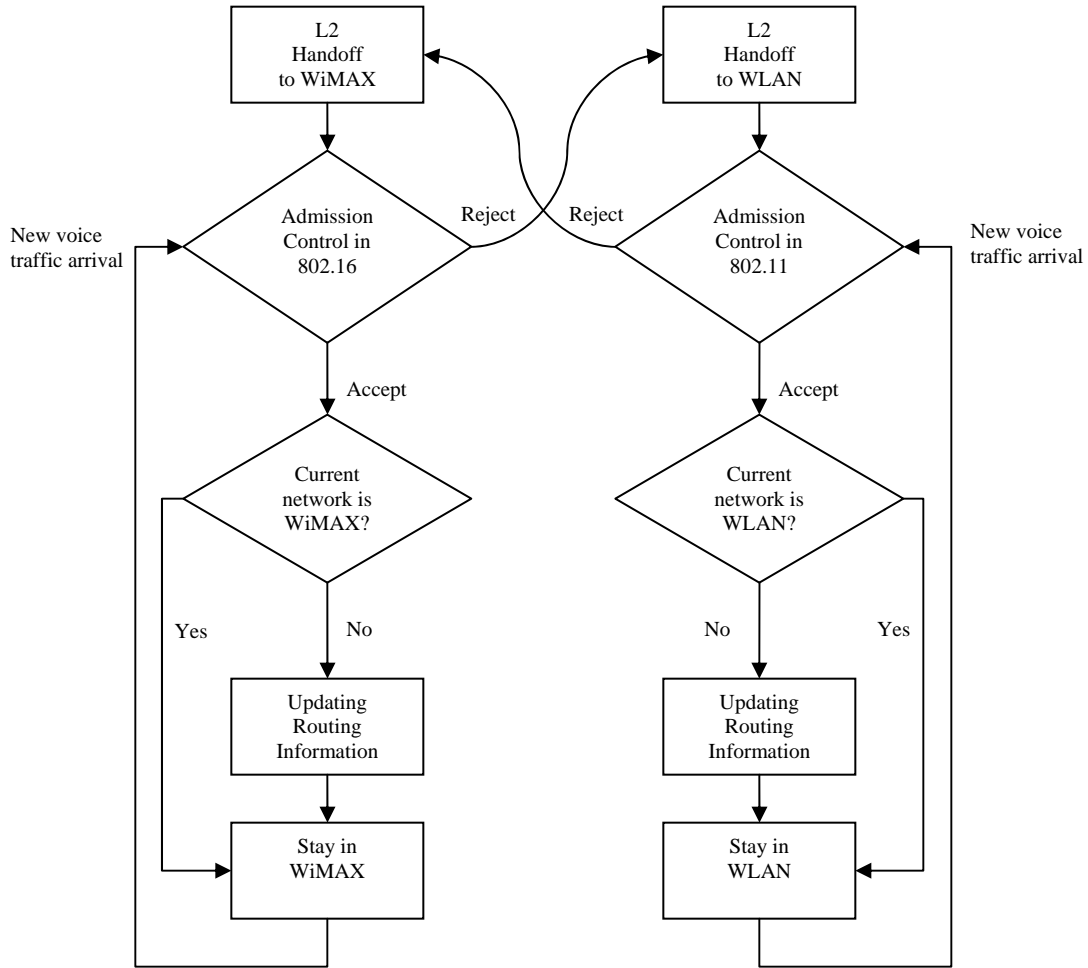 L2
Handoff
to WiMAX
L2
Handoff
to WLAN
New voice
traffic arrival
Admission
Control in
802.16
Reject
Reject
Admission
Control in
802.11
New voice
traffic arrival
Accept
Accept
Current
network is
WiMAX?
Current
network is
WLAN?
Yes
No
No
Yes
Updating
Routing
Information
Updating
Routing
Information
Stay in
WiMAX
Stay in
WLAN